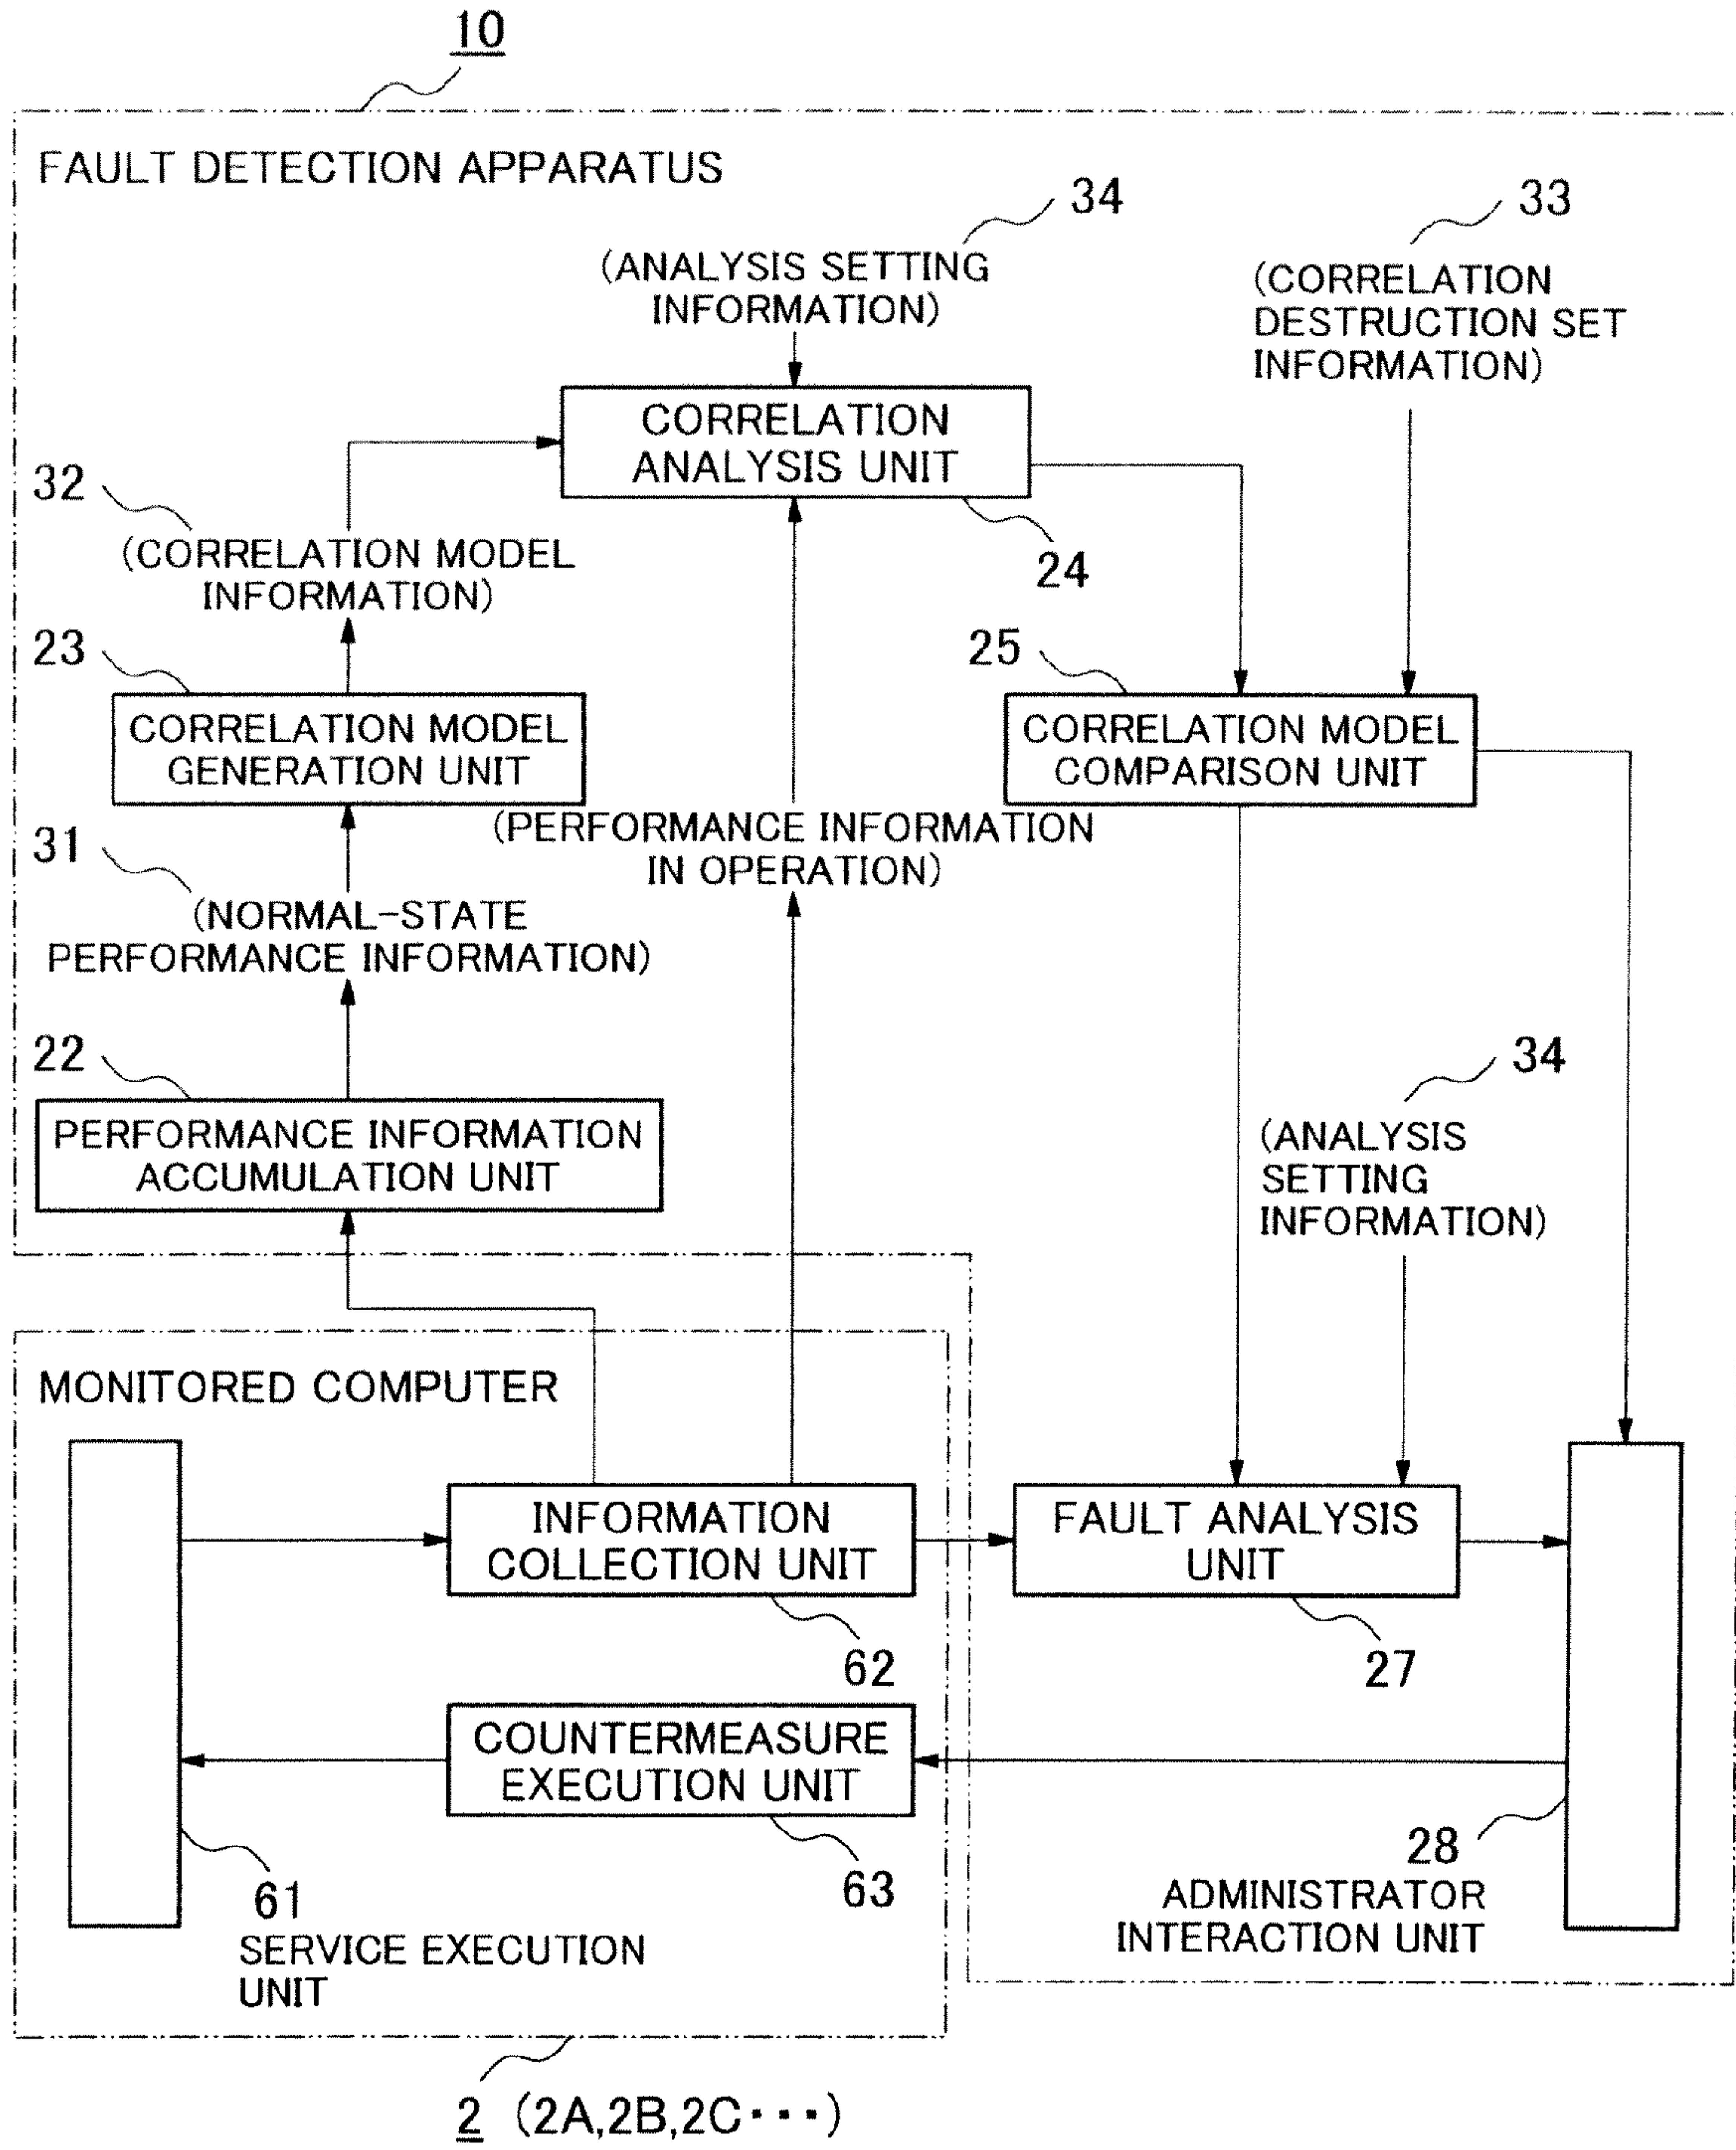 10
FAULT DETECTION APPARATUS
34
33
(ANALYSIS SETTING
INFORMATION)
(CORRELATION
DESTRUCTION SET
INFORMATION)
CORRELATION
ANALYSIS UNIT
32
24
(CORRELATION MODEL
INFORMATION)
23
25
CORRELATION MODEL
GENERATION UNIT
CORRELATION MODEL
COMPARISON UNIT
31
(PERFORMANCE INFORMATION
IN OPERATION)
(NORMAL-STATE
PERFORMANCE INFORMATION)
22
34
PERFORMANCE INFORMATION
ACCUMULATION UNIT
(ANALYSIS
SETTING
INFORMATION)
MONITORED COMPUTER
INFORMATION
COLLECTION UNIT
FAULT ANALYSIS
UNIT
62
27
COUNTERMEASURE
EXECUTION UNIT
63
28
ADMINISTRATOR
INTERACTION UNIT
61
SERVICE EXECUTION
UNIT
2 (2A,2B,2C···)